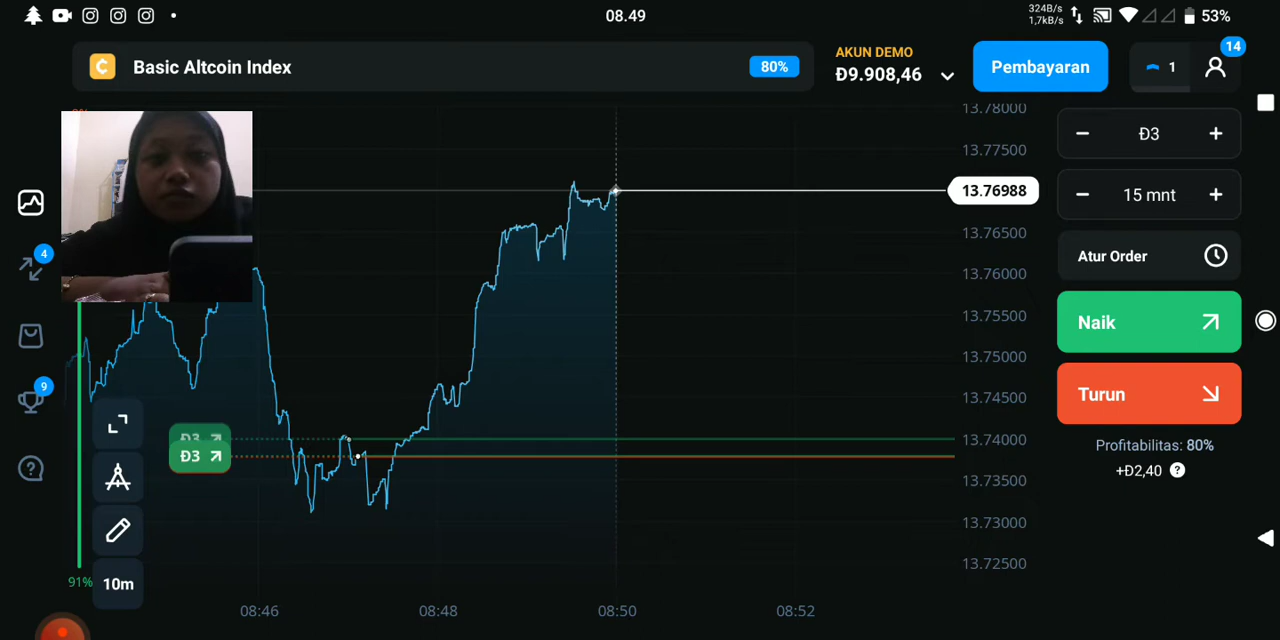 08.49
324B/s
1,7kB/s
53%
Basic Altcoin Index
80%
AKUN DEMO
Đ9.908,46
Pembayaran
1
14
13.78000
13.77500
13.76988
13.76500
13.76000
13.75500
13.75000
13.74500
13.74000
13.73500
13.73000
13.72500
4
9
Đ3
Đ3
91%
10m
08:46
08:48
08:50
08:52
− Đ3 +
− 15 mnt +
Atur Order
Naik
Turun
Profitabilitas: 80%
+Đ2,40 ?